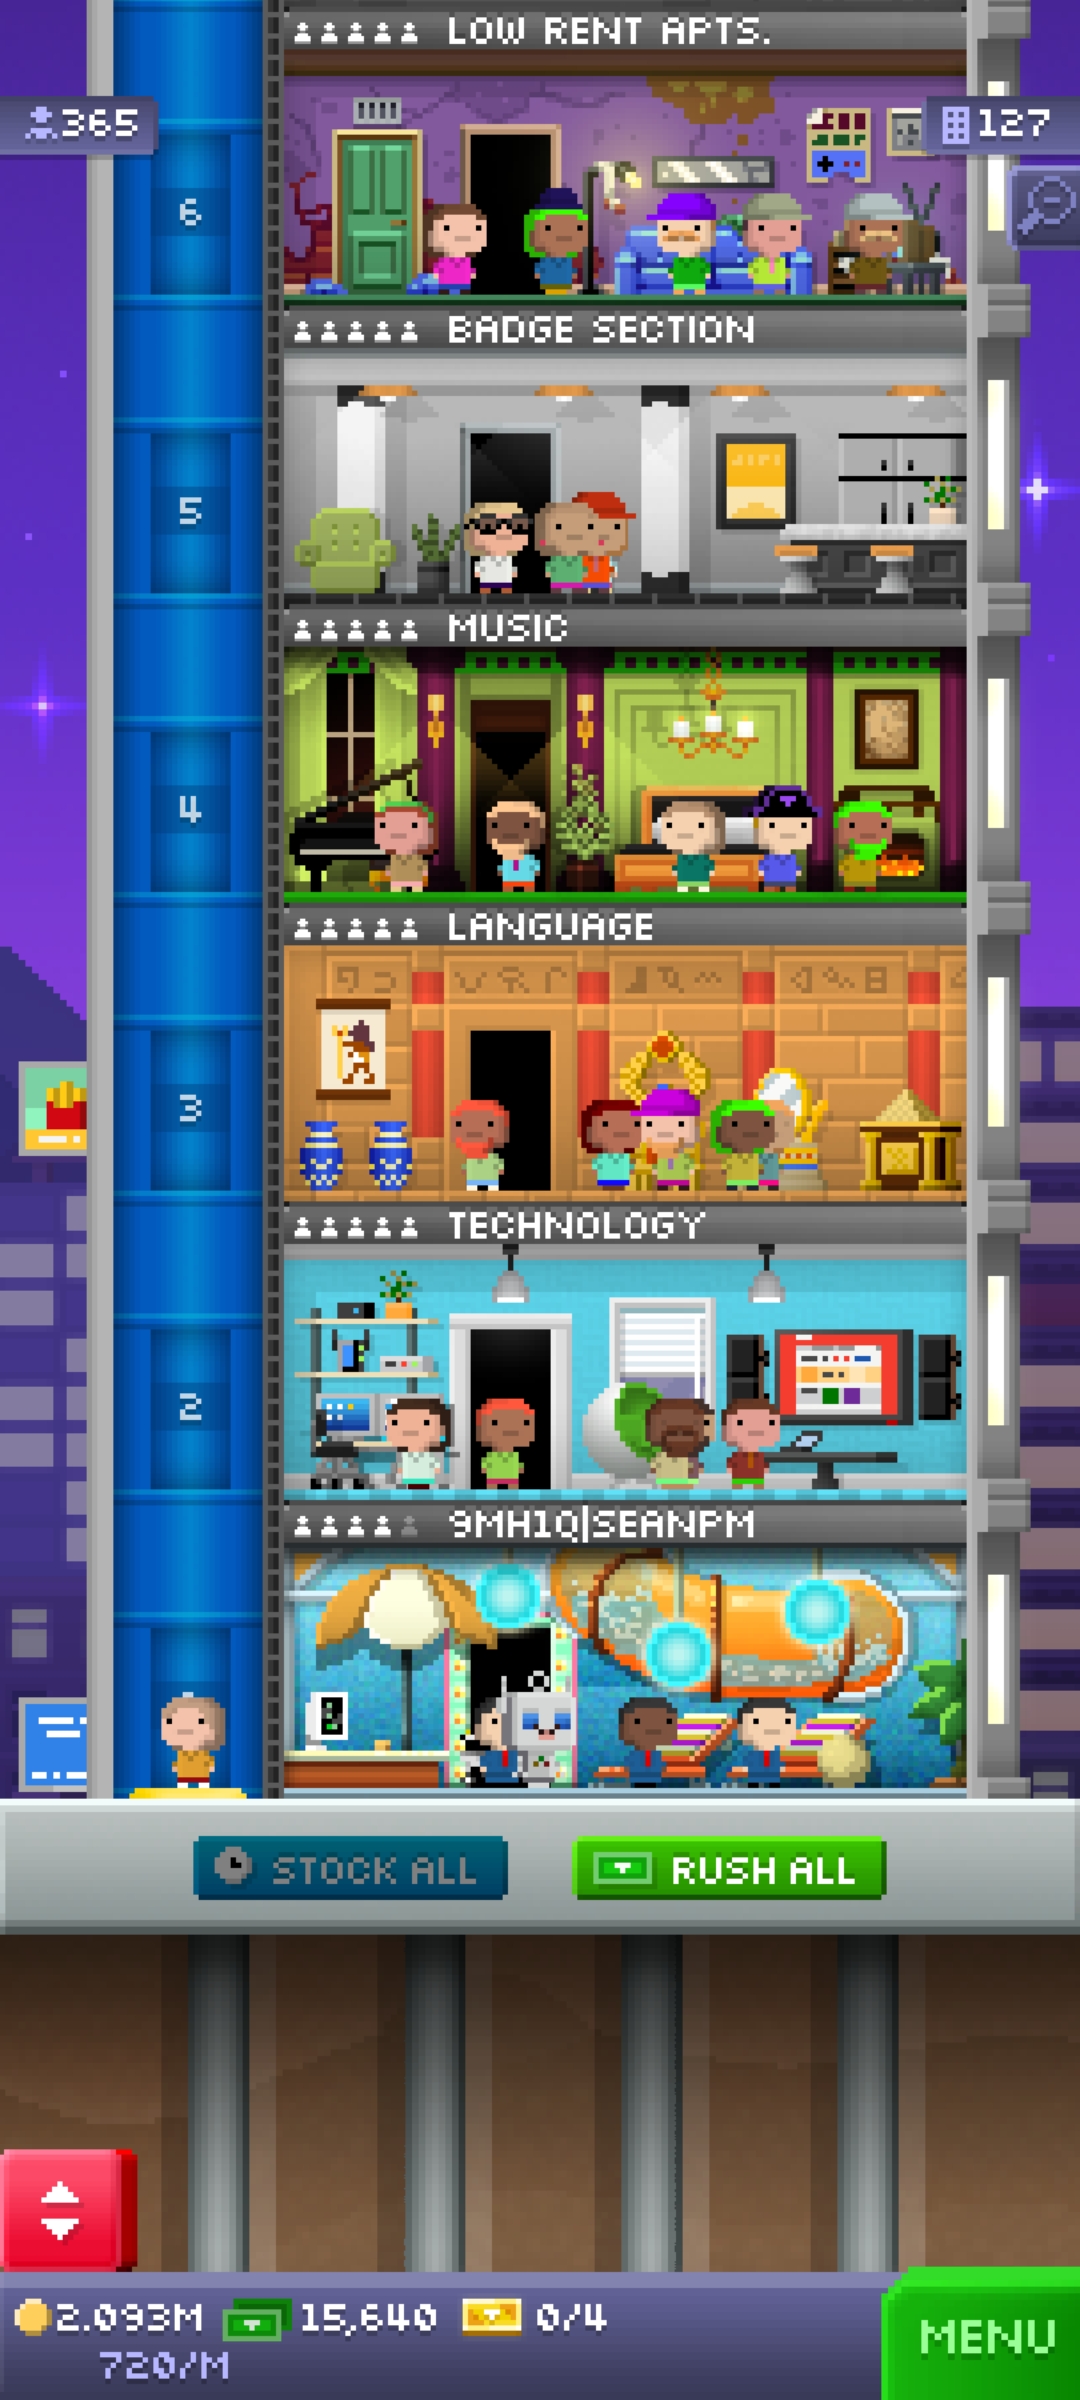 LOW RENT APTS.
365
127
6
BADGE SECTION
5
MUSIC
4
LANGUAGE
3
TECHNOLOGY
2
9MH1Q|SEANPM
STOCK ALL
RUSH ALL
2.093M 15,640 0/4
720/M
MENU